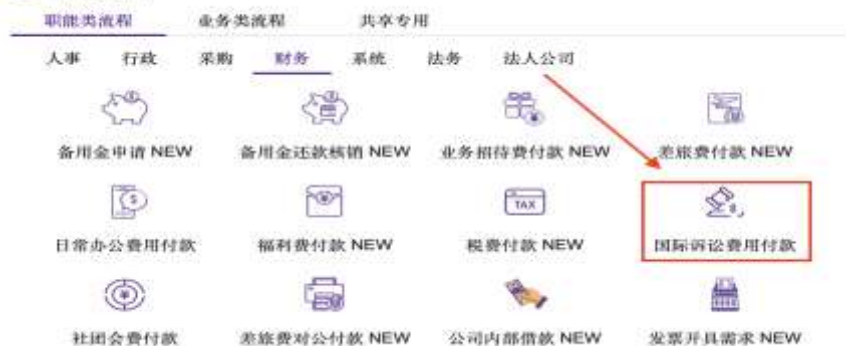 职能类流程 业务类流程 共享专用
人事 行政 采购 财务 系统 法务 法人公司
备用金申请 NEW 备用金还款核销 NEW 业务招待费付款 NEW 差旅费付款 NEW
TAX
日常办公费用付款 福利费付款 NEW 税费付款 NEW 国际诉讼费用付款
社团会费付款 差旅费对公付款 NEW 公司内部借款 NEW 发票开具需求 NEW